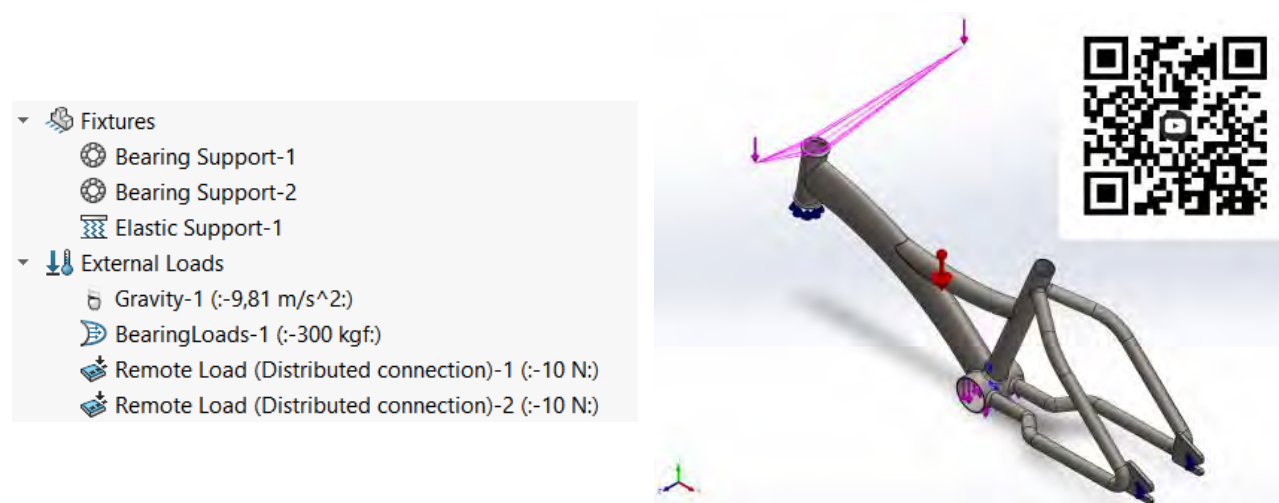 Fixtures
Bearing Support-1
Bearing Support-2
Elastic Support-1
External Loads
Gravity-1 (:-9,81 m/s^2:)
BearingLoads-1 (:-300 kgf:)
Remote Load (Distributed connection)-1 (:-10 N:)
Remote Load (Distributed connection)-2 (:-10 N:)